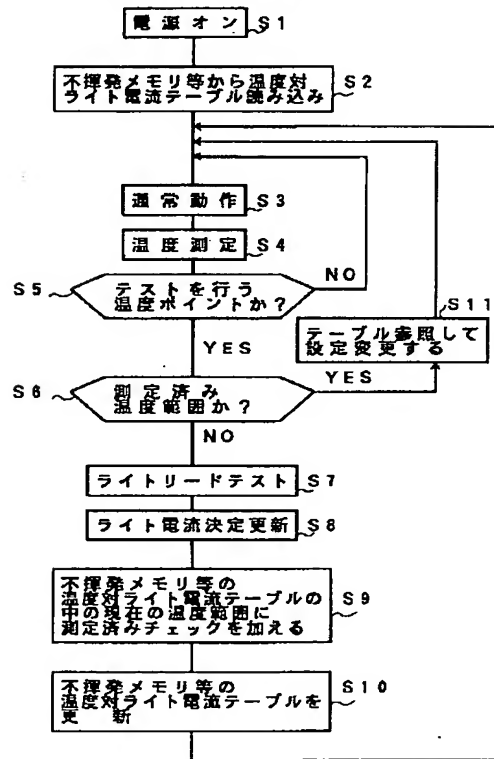 電源オン S1
不揮発メモリ等から温度対
ライト電流テーブル読み込み S2
通常動作 S3
温度測定 S4
S5 テストを行う
温度ポイントか? NO
YES
S11
テーブル参照して
設定変更する
S6 測定済み
温度範囲か? YES
NO
ライトリードテスト S7
ライト電流決定更新 S8
不揮発メモリ等の
温度対ライト電流テーブルの
中の現在の温度範囲に
測定済みチェックを加える S9
不揮発メモリ等の
温度対ライト電流テーブルを
更 新 S10